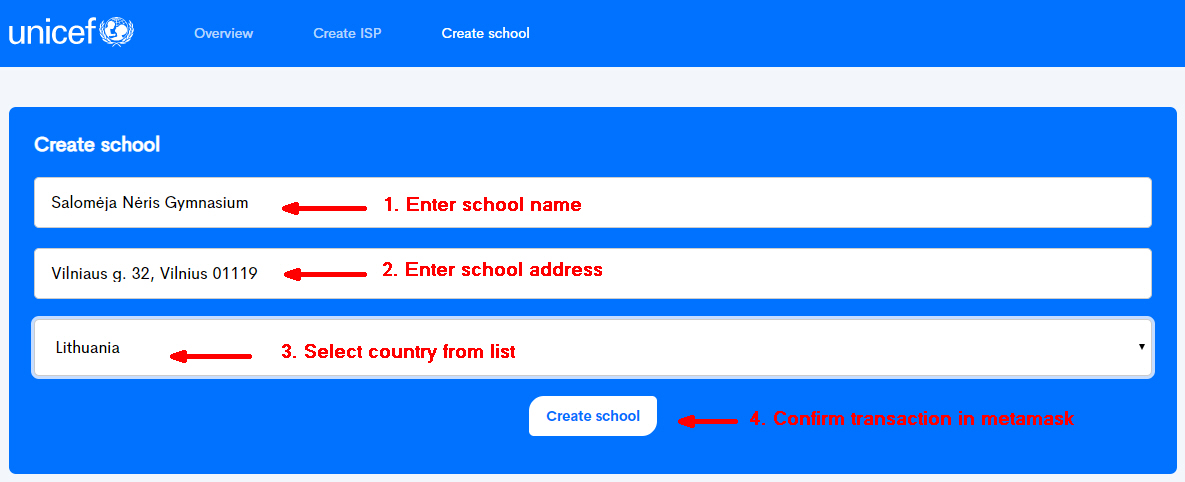 unicef Overview Create ISP Create school
Create school
Salomėja Nėris Gymnasium 1. Enter school name
Vilniaus g. 32, Vilnius 01119 2. Enter school address
Lithuania 3. Select country from list
Create school 4. Confirm transaction in metamask